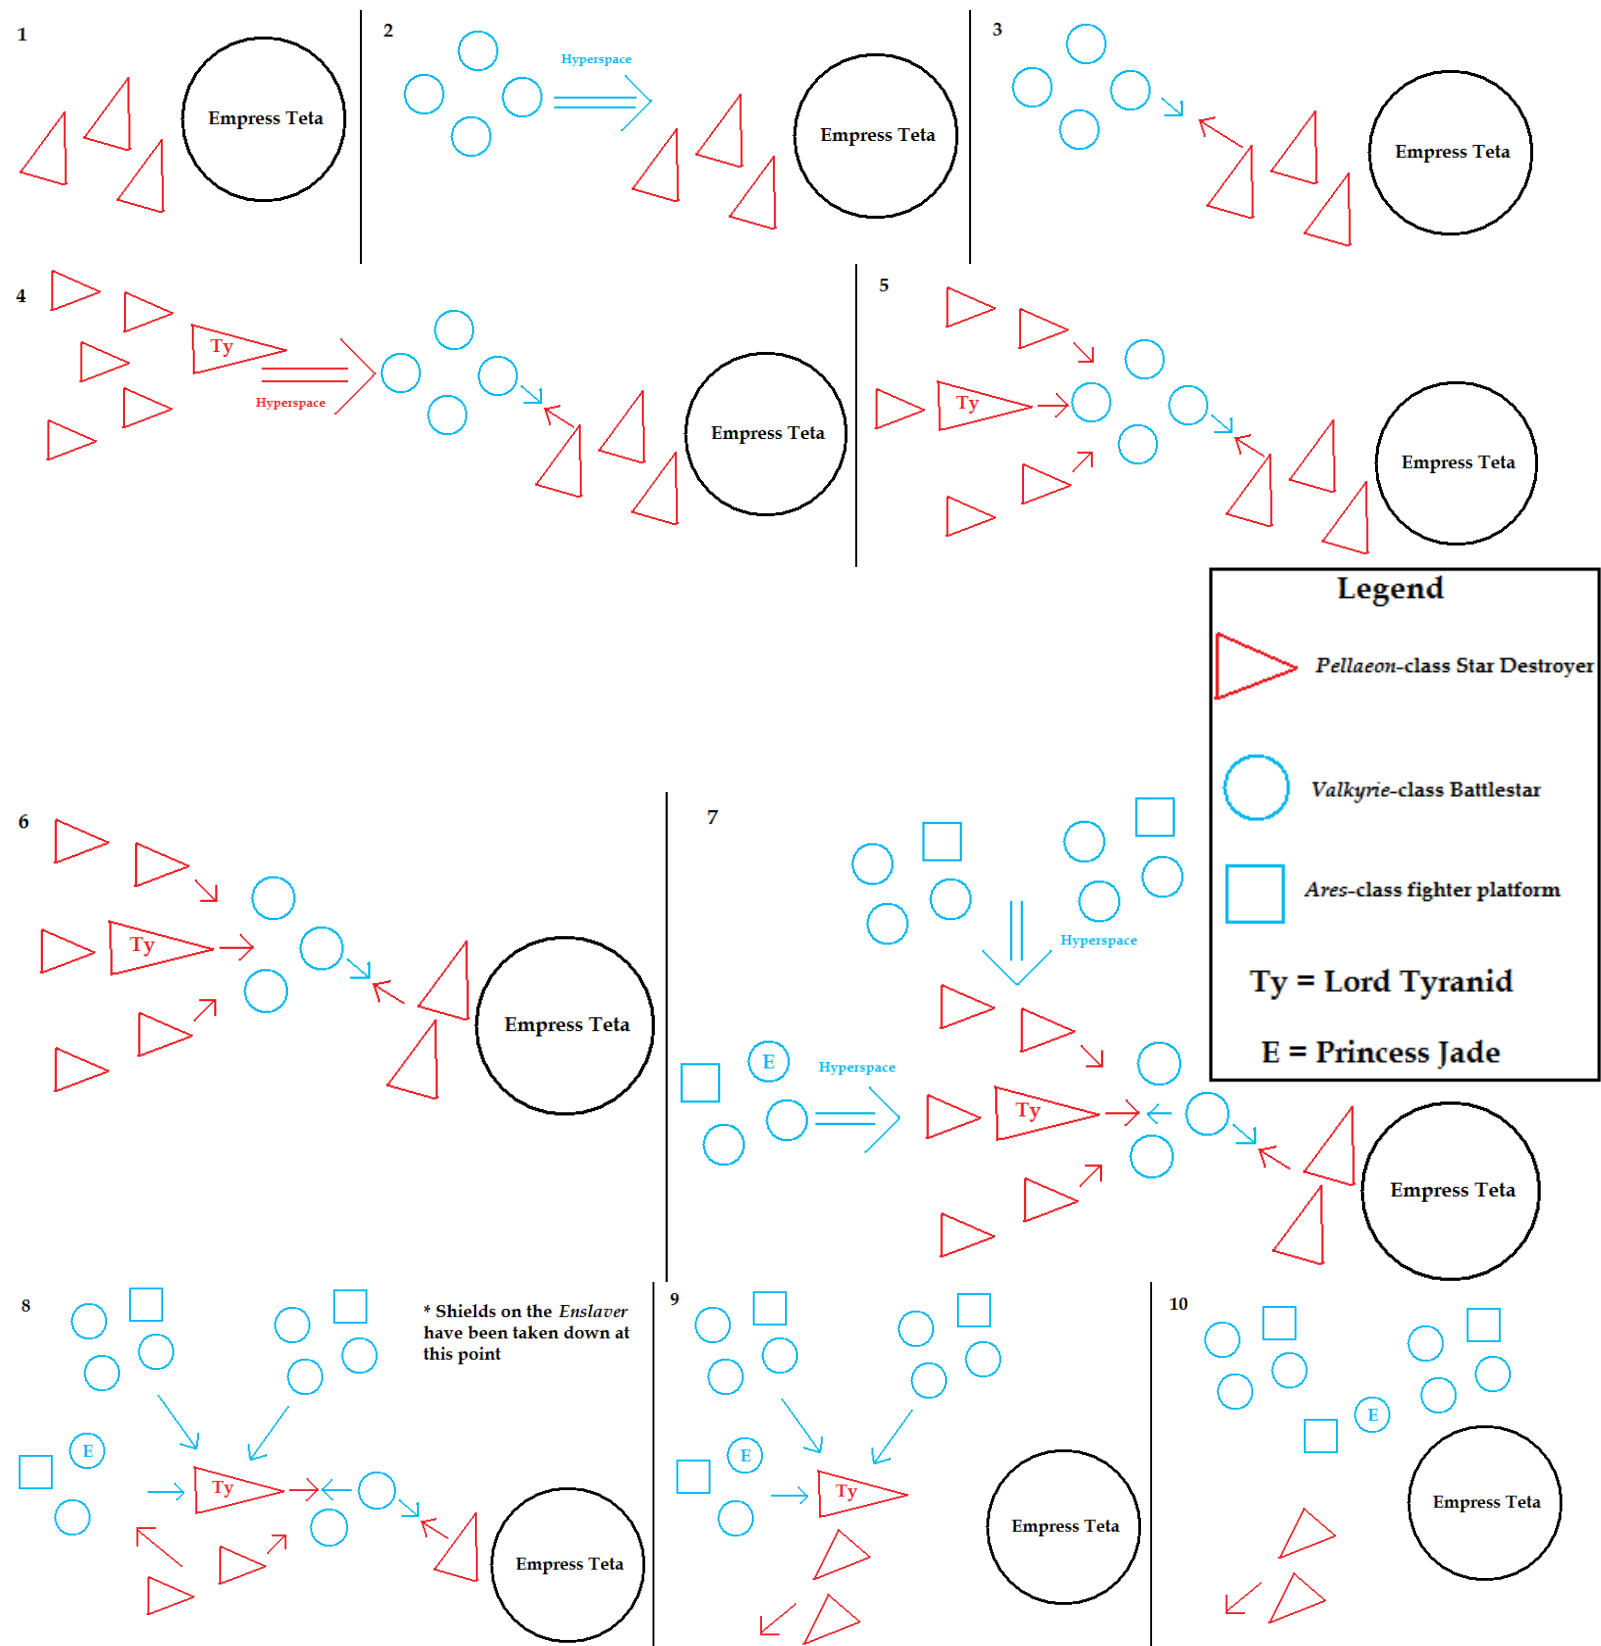 1
Empress Teta
2
Hyperspace
Empress Teta
3
Empress Teta
4
Ty
Hyperspace
Empress Teta
5
Ty
Empress Teta
Legend
Pellaeon-class Star Destroyer
Valkyrie-class Battlestar
Ares-class fighter platform
Ty = Lord Tyranid
E = Princess Jade
6
Ty
Empress Teta
7
Hyperspace
E
Hyperspace
Ty
Empress Teta
8
* Shields on the Enslaver
have been taken down at
this point
E
Ty
Empress Teta
9
E
Ty
Empress Teta
10
E
Empress Teta